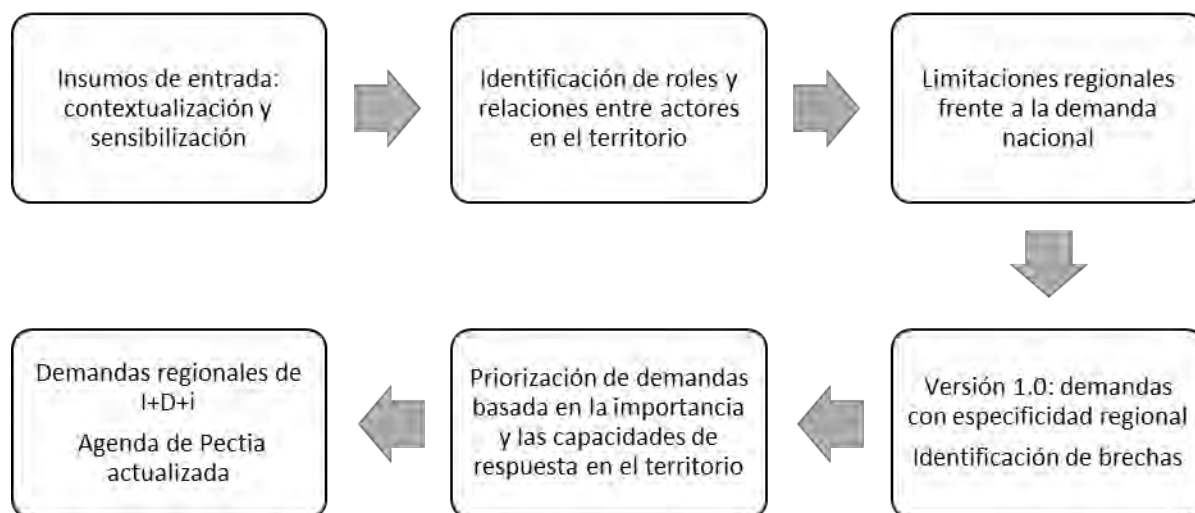 Insumos de entrada:
contextualización y
sensibilización
Identificación de roles y
relaciones entre actores
en el territorio
Limitaciones regionales
frente a la demanda
nacional
Versión 1.0: demandas
con especificidad regional
Identificación de brechas
Priorización de demandas
basada en la importancia
y las capacidades de
respuesta en el territorio
Demandas regionales de
I+D+i
Agenda de Pectia
actualizada